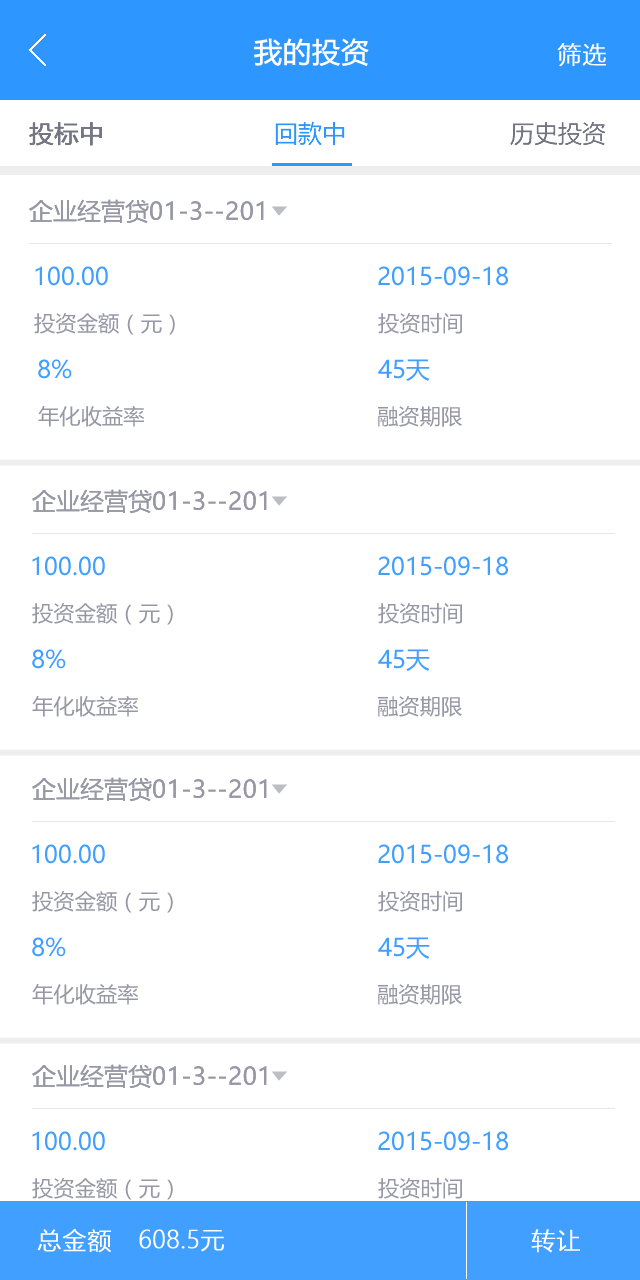 我的投资 筛选
投标中 回款中 历史投资
企业经营贷01-3--201
100.00 2015-09-18
投资金额（元） 投资时间
8% 45天
年化收益率 融资期限
企业经营贷01-3--201
100.00 2015-09-18
投资金额（元） 投资时间
8% 45天
年化收益率 融资期限
企业经营贷01-3--201
100.00 2015-09-18
投资金额（元） 投资时间
8% 45天
年化收益率 融资期限
企业经营贷01-3--201
100.00 2015-09-18
投资金额（元） 投资时间
总金额 608.5元 转让